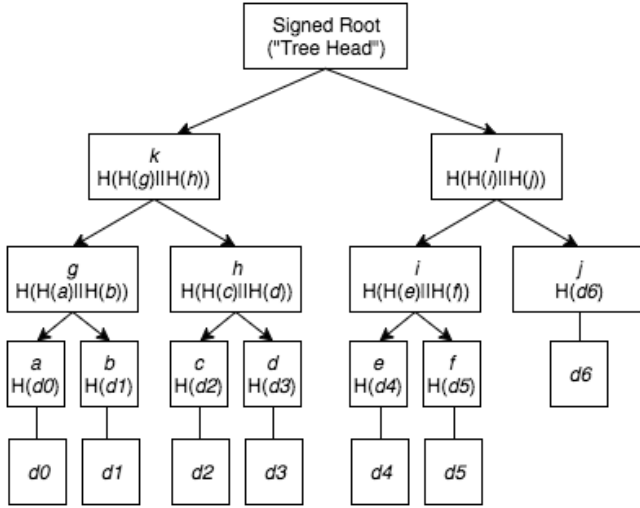 Signed Root
("Tree Head")
k
H(H(g)||H(h))
l
H(H(i)||H(j))
g
H(H(a)||H(b))
h
H(H(c)||H(d))
i
H(H(e)||H(f))
j
H(d6)
a
H(d0)
b
H(d1)
c
H(d2)
d
H(d3)
e
H(d4)
f
H(d5)
d6
d0
d1
d2
d3
d4
d5